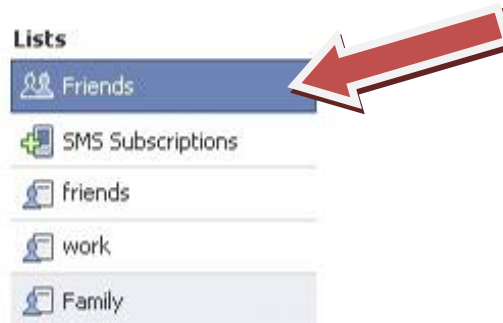 Lists
Friends
SMS Subscriptions
friends
work
Family